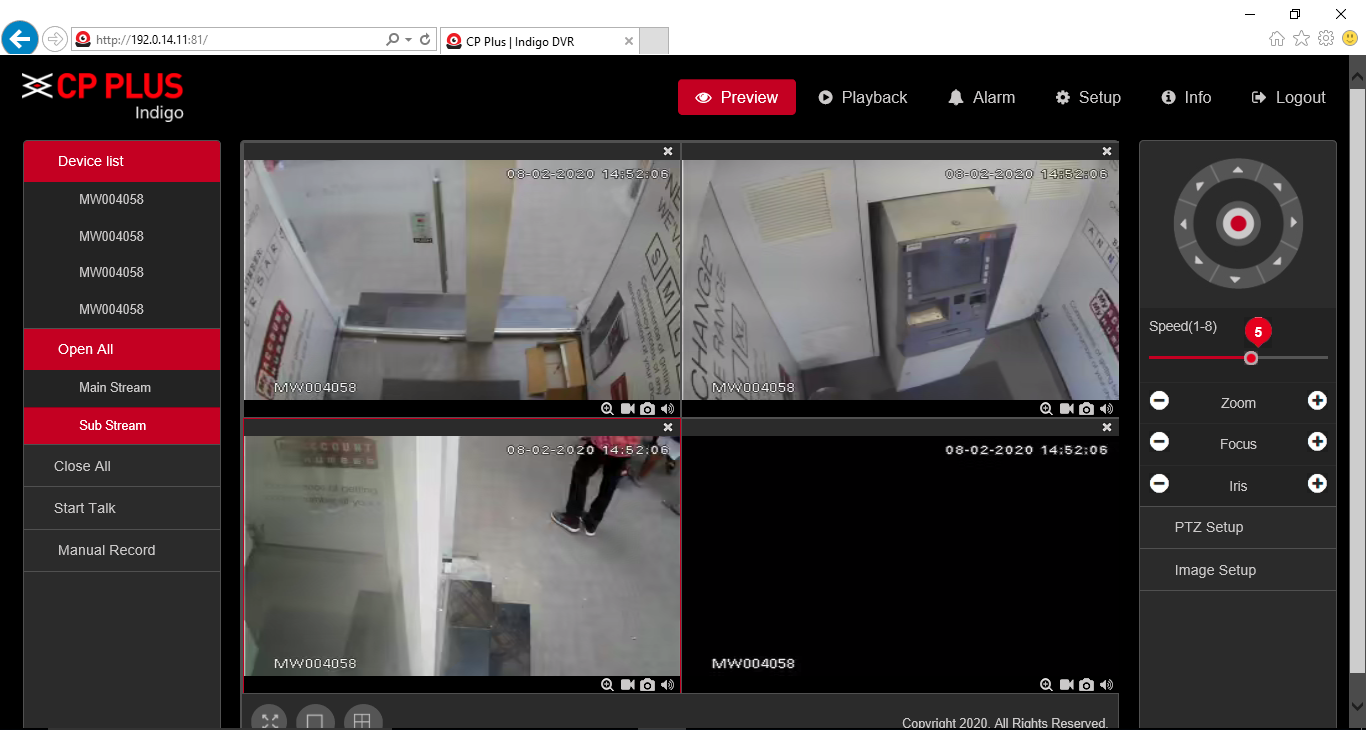 http://192.0.14.11:81/
CP Plus | Indigo DVR
CP PLUS
Indigo
Preview
Playback
Alarm
Setup
Info
Logout
Device list
MW004058
MW004058
MW004058
MW004058
Open All
Main Stream
Sub Stream
Close All
Start Talk
Manual Record
08-02-2020 14:52:06
MW004058
08-02-2020 14:52:06
CHANGE?
MW004058
08-02-2020 14:52:06
MW004058
08-02-2020 14:52:06
MW004058
Speed(1-8)
5
Zoom
Focus
Iris
PTZ Setup
Image Setup
Copyright 2020. All Rights Reserved.